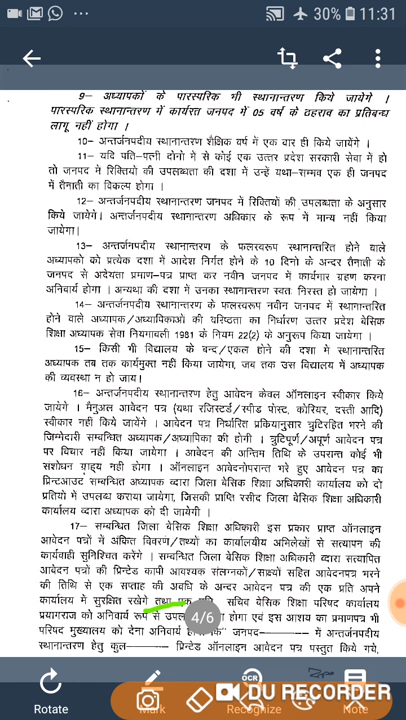 30% 11:31
9– अध्यापकों के पारस्परिक भी स्थानान्तरण किये जायेगे ।
पारस्परिक स्थानान्तरण में कार्यरत जनपद में 05 वर्ष के ठहराव का प्रतिबन्ध
लागू नहीं होगा ।
10– अन्तर्जनपदीय स्थानान्तरण शैक्षिक वर्ष में एक बार ही किये जायेंगे ।
11– यदि पति-पत्नी दोनो में से कोई एक उत्तर प्रदेश सरकारी सेवा में हो
तो जनपद मे रिक्तियो की उपलब्धता की दशा में उन्हें यथा-सम्भव एक ही जनपद
में तैनाती का विकल्प होगा ।
12– अन्तर्जनपदीय स्थानान्तरण जनपद में रिक्तियों की उपलब्धता के अनुसार
किये जायेगे। अन्तर्जनपदीय स्थानान्तरण अधिकार के रूप में मान्य नहीं किया
जायेगा।
13– अन्तर्जनपदीय स्थानान्तरण के फलस्वरूप स्थानान्तरित होने वाले
अध्यापको को प्रत्येक दशा में आदेश निर्गत होने के 10 दिनो के अन्दर तैनाती के
जनपद से अदेयता प्रमाण-पत्र प्राप्त कर नवीन जनपद में कार्यभार ग्रहण करना
अनिवार्य होगा । अन्यथा की दशा में उनका स्थानान्तरण स्वतः निरस्त हो जायेगा ।
14– अन्तर्जनपदीय स्थानान्तरण के फलस्वरूप नवीन जनपद में स्थानान्तरित
होने वाले अध्यापक/अध्यापिकाओ की वरिष्ठता का निर्धारण उत्तर प्रदेश बेसिक
शिक्षा अध्यापक सेवा नियमावली 1981 के नियम 22(2) के अनुरूप किया जायेगा ।
15– किसी भी विद्यालय के बन्द/एकल होने की दशा में स्थानान्तरित
अध्यापक तब तक कार्यमुक्त नही किया जायेगा, जब तक उस विद्यालय में अध्यापक
की व्यवस्था न हो जाय।
16– अन्तर्जनपदीय स्थानान्तरण हेतु आवेदन केवल ऑनलाइन स्वीकार किये
जायेगे । मैनुअल आवेदन पत्र (यथा रजिस्टर्ड/स्पीड पोस्ट, कोरियर, दस्ती आदि)
स्वीकार नहीं किये जायेंगे । आवेदन पत्र निर्धारित प्रक्रियानुसार त्रुटिरहित भरने की
जिम्मेदारी सम्बन्धित अध्यापक/अध्यापिका की होगी । त्रुटिपूर्ण/अपूर्ण आवेदन पत्र
पर विचार नही किया जायेगा । आवेदन की अन्तिम तिथि के उपरान्त कोई भी
संशोधन ग्राह्य नही होगा । ऑनलाइन आवेदनोपरान्त भरे हुए आवेदन पत्र का
प्रिन्टआउट सम्बन्धित अध्यापक व्दारा जिला बेसिक शिक्षा अधिकारी कार्यालय को दो
प्रतियो में उपलब्ध कराया जायेगा, जिसकी प्राप्ति रसीद जिला बेसिक शिक्षा अधिकारी
कार्यालय व्दारा अध्यापक को दी जायेगी ।
17– सम्बन्धित जिला बेसिक शिक्षा अधिकारी इस प्रकार प्राप्त ऑनलाइन
आवेदन पत्रों में अंकित विवरण/तथ्यों का कार्यालयीय अभिलेखों से सत्यापन की
कार्यवाही सुनिश्चित करेंगे । सम्बन्धित जिला बेसिक शिक्षा अधिकारी व्दारा सत्यापित
आवेदन पत्रों की प्रिन्टेड कापी आवश्यक संलग्नकों/साक्ष्यों सहित आवेदनपत्र भरने
की तिथि से एक सप्ताह की अवधि के अन्दर आवेदन पत्र की एक प्रति अपने
कार्यालय में सुरक्षित रखेगे तथा एक सचिव बेसिक शिक्षा परिषद कार्यालय
प्रयागराज को अनिवार्य रूप से और इस आशय का प्रमाणपत्र भी
परिषद मुख्यालय को देना अनिवार्य जनपद———— में अन्तर्जनपदीय
स्थानान्तरण हेतु कुल———— प्रिन्टेड ऑनलाइन आवेदन पत्र प्रस्तुत किये गये,
4/6
Rotate Mark OCR Recognize Note
DU RECORDER